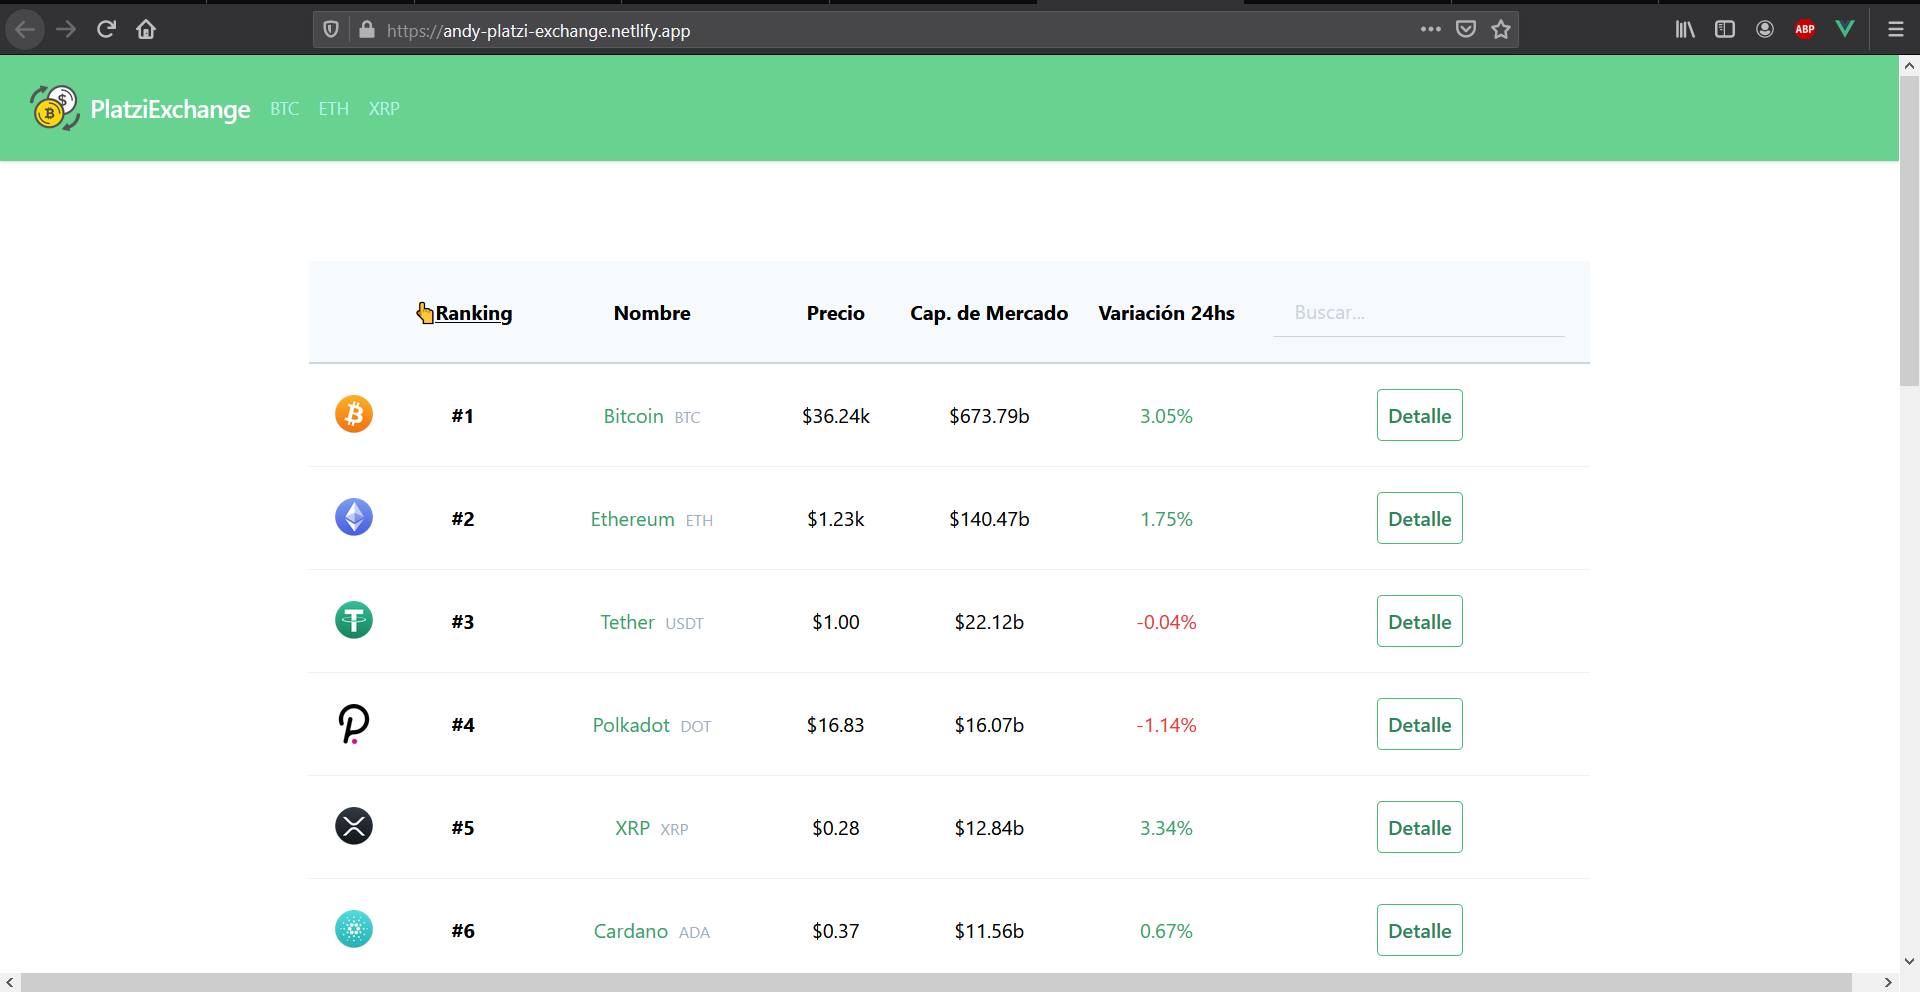 https://andy-platzi-exchange.netlify.app
ABP
PlatziExchange BTC ETH XRP
👆Ranking Nombre Precio Cap. de Mercado Variación 24hs Buscar...
#1 Bitcoin BTC $36.24k $673.79b 3.05% Detalle
#2 Ethereum ETH $1.23k $140.47b 1.75% Detalle
#3 Tether USDT $1.00 $22.12b -0.04% Detalle
#4 Polkadot DOT $16.83 $16.07b -1.14% Detalle
#5 XRP XRP $0.28 $12.84b 3.34% Detalle
#6 Cardano ADA $0.37 $11.56b 0.67% Detalle